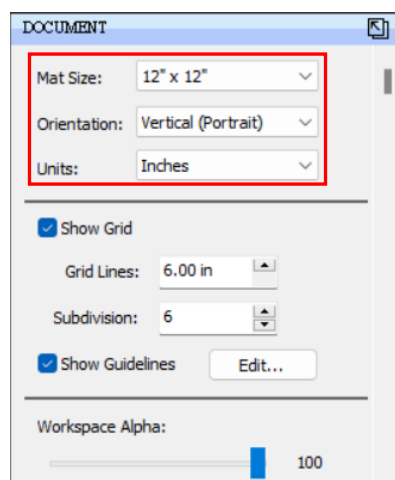 DOCUMENT
Mat Size: 12" x 12"
Orientation: Vertical (Portrait)
Units: Inches
Show Grid
Grid Lines: 6.00 in
Subdivision: 6
Show Guidelines Edit...
Workspace Alpha:
100